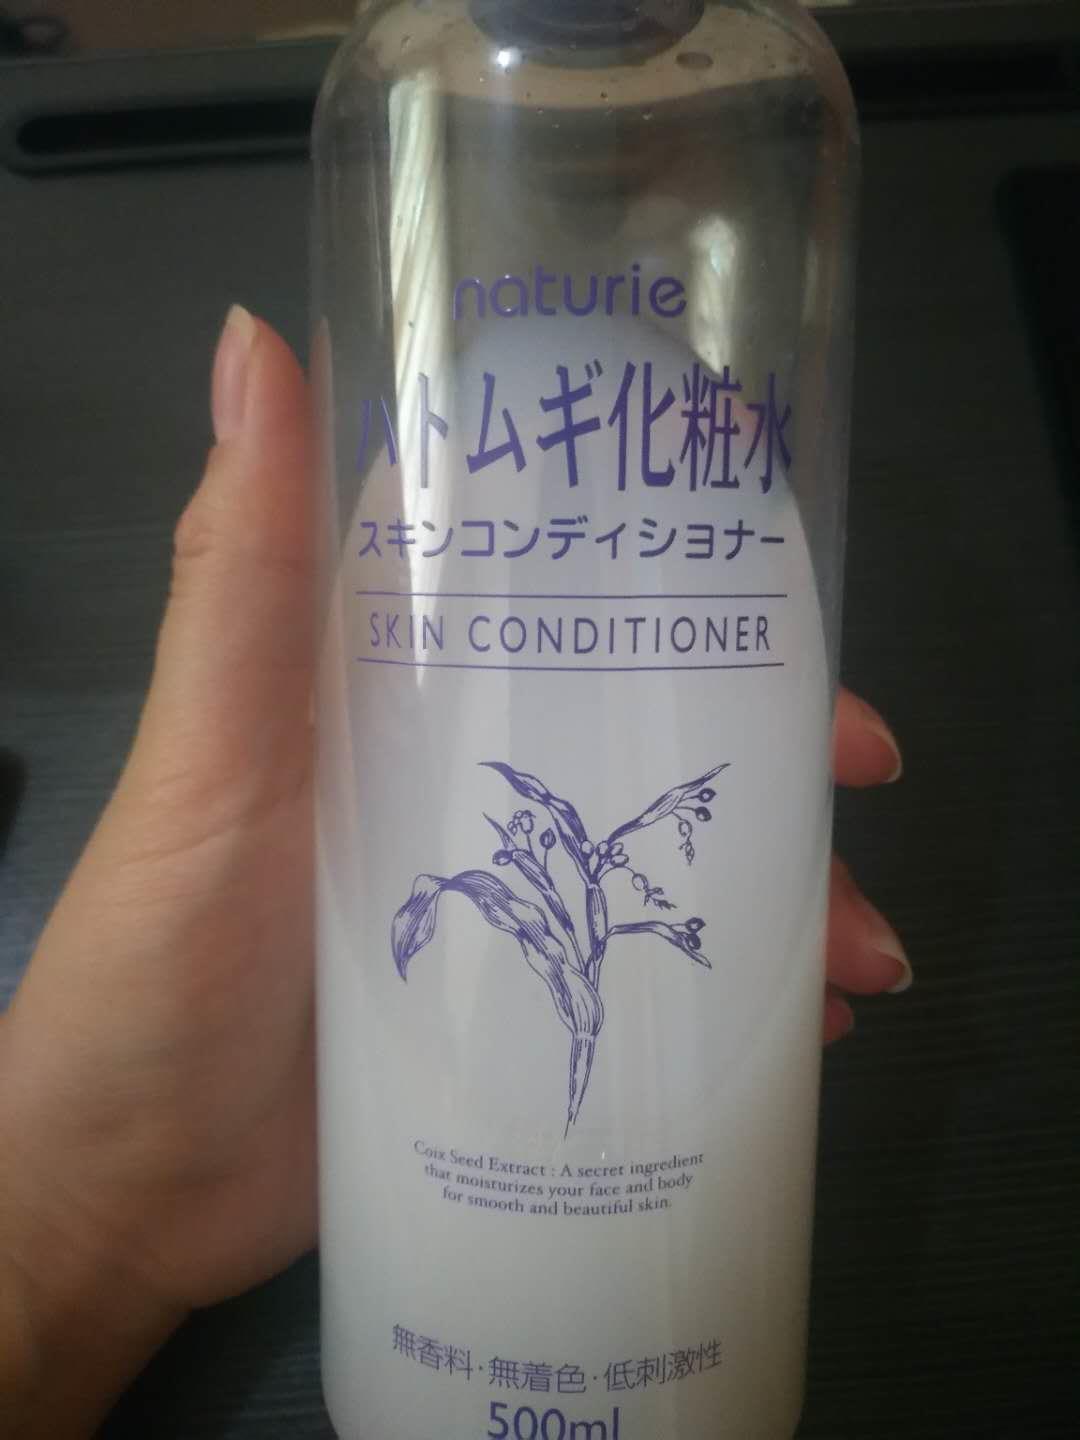 naturie
ハトムギ化粧水
スキンコンディショナー
SKIN CONDITIONER
Coix Seed Extract : A secret ingredient
that moisturizes your face and body
for smooth and beautiful skin.
無香料・無着色・低刺激性
500ml